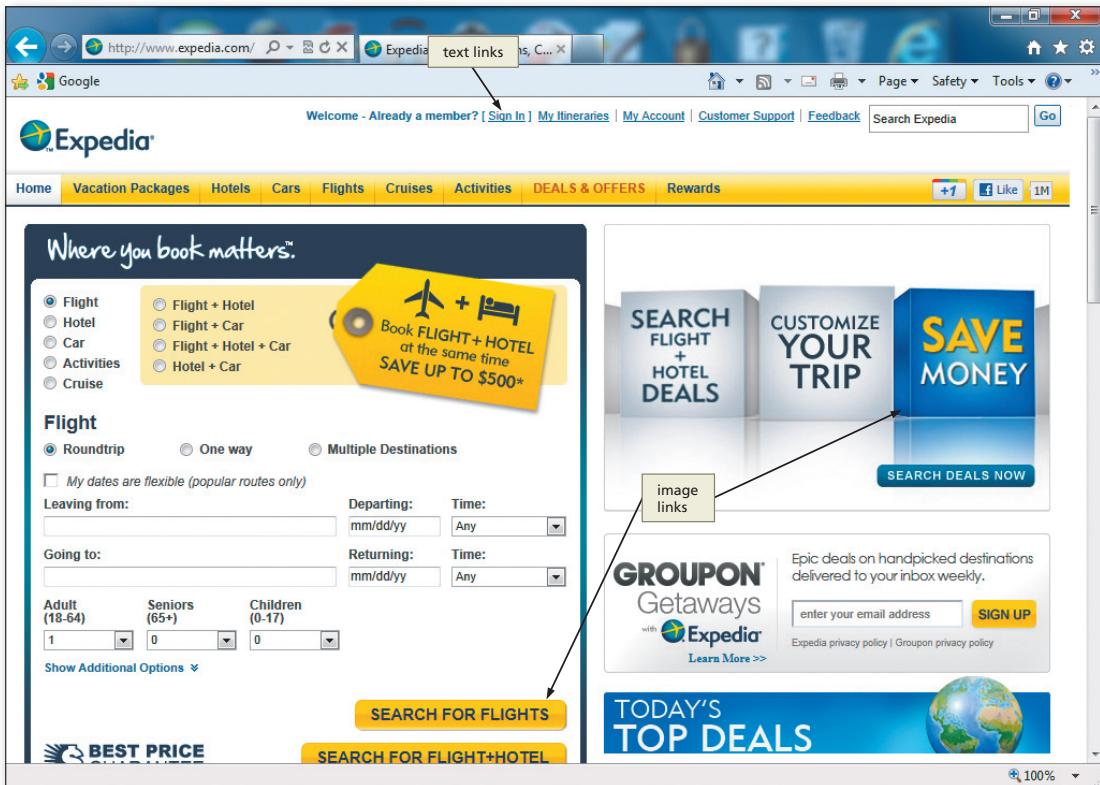 http://www.expedia.com/
Expedia
ns, C...
text links
Google
Page
Safety
Tools
Welcome - Already a member? [ Sign In ] My Itineraries | My Account | Customer Support | Feedback
Search Expedia
Go
Expedia
Home Vacation Packages Hotels Cars Flights Cruises Activities DEALS & OFFERS Rewards
+1
Like
1M
Where you book matters.™
Flight
Hotel
Car
Activities
Cruise
Flight + Hotel
Flight + Car
Flight + Hotel + Car
Hotel + Car
+
Book FLIGHT + HOTEL
at the same time
SAVE UP TO $500*
Flight
Roundtrip One way Multiple Destinations
My dates are flexible (popular routes only)
Leaving from: Departing: Time:
mm/dd/yy Any
Going to: Returning: Time:
mm/dd/yy Any
Adult Seniors Children
(18-64) (65+) (0-17)
1 0 0
Show Additional Options
SEARCH FOR FLIGHTS
BEST PRICE
GUARANTEE
SEARCH FOR FLIGHT+HOTEL
SEARCH
FLIGHT
+
HOTEL
DEALS
CUSTOMIZE
YOUR
TRIP
SAVE
MONEY
SEARCH DEALS NOW
image
links
GROUPON
Getaways
with Expedia
Learn More >>
Epic deals on handpicked destinations
delivered to your inbox weekly.
enter your email address
SIGN UP
Expedia privacy policy | Groupon privacy policy
TODAY'S
TOP DEALS
100%